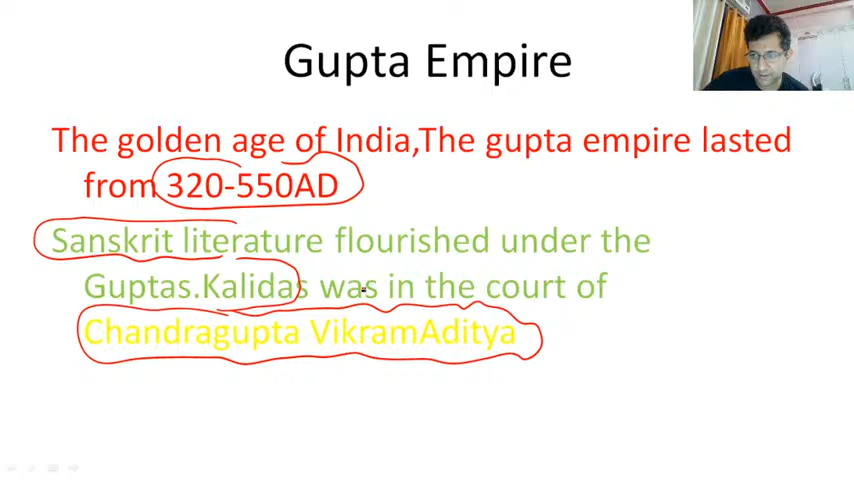 Gupta Empire
The golden age of India,The gupta empire lasted
from 320-550AD
Sanskrit literature flourished under the
Guptas.Kalidas was in the court of
Chandragupta VikramAditya